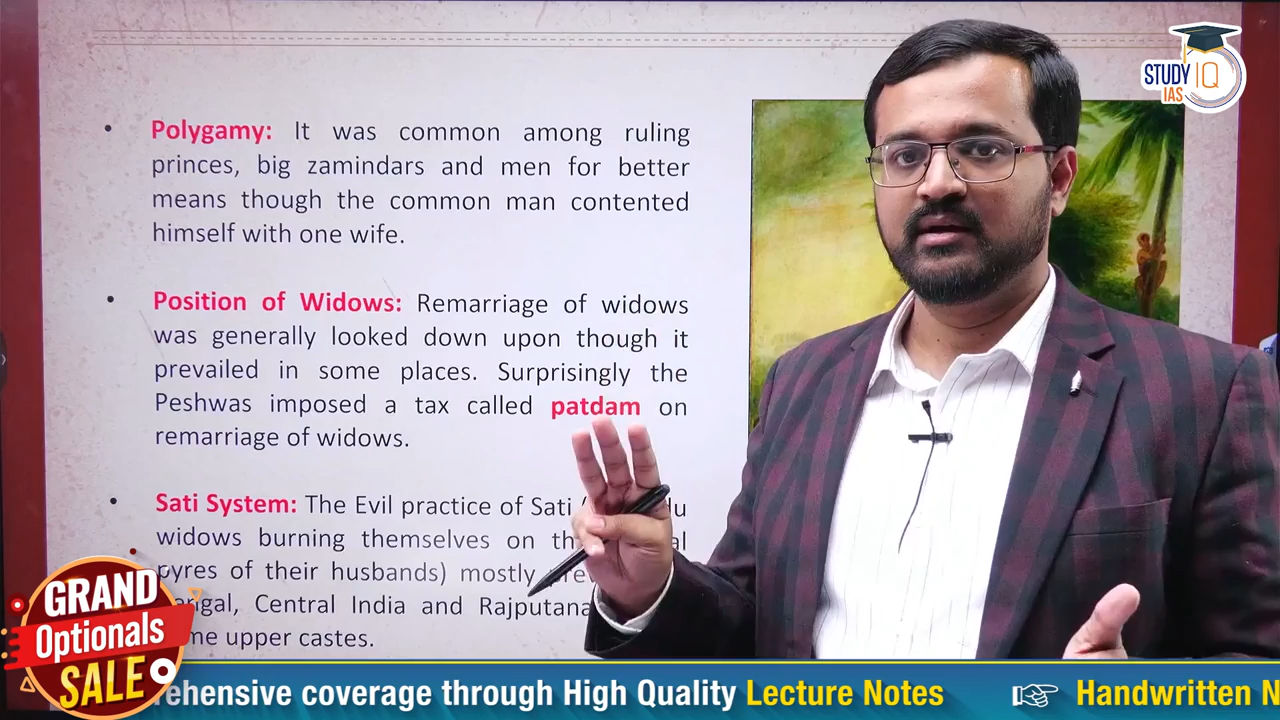 STUDY IQ
IAS
• Polygamy: It was common among ruling
princes, big zamindars and men for better
means though the common man contented
himself with one wife.
• Position of Widows: Remarriage of widows
was generally looked down upon though it
prevailed in some places. Surprisingly the
Peshwas imposed a tax called patdam on
remarriage of widows.
• Sati System: The Evil practice of Sati
widows burning themselves on
pyres of their husbands) mostly
Central India and Rajputana
upper castes.
GRAND
Optionals
SALE
coverage through High Quality Lecture Notes Handwritten